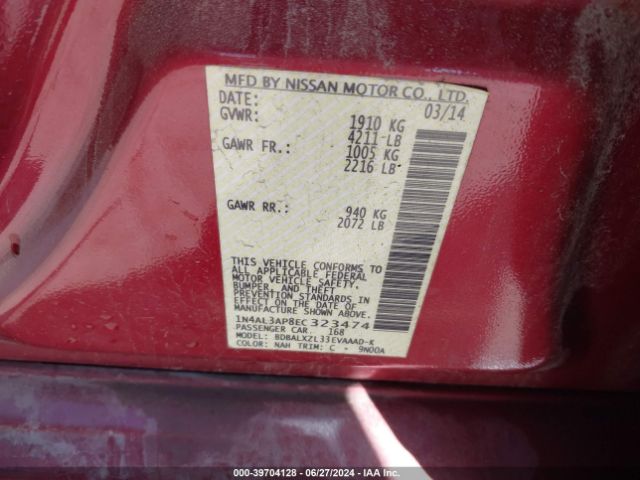 MFD BY NISSAN MOTOR CO., LTD.
DATE: 03/14
GVWR: 1910 KG
4211 LB
GAWR FR.: 1005 KG
2216 LB
GAWR RR.: 940 KG
2072 LB
THIS VEHICLE CONFORMS TO
ALL APPLICABLE FEDERAL
MOTOR VEHICLE SAFETY,
BUMPER, AND THEFT
PREVENTION STANDARDS IN
EFFECT ON THE DATE OF
MANUFACTURE SHOWN ABOVE.
1N4AL3AP8EC323474
PASSENGER CAR. 168
MODEL: BDBALXZL33EVAAAD-K
COLOR: NAH TRIM: C - 9N00A
000-39704128 - 06/27/2024 - IAA Inc.